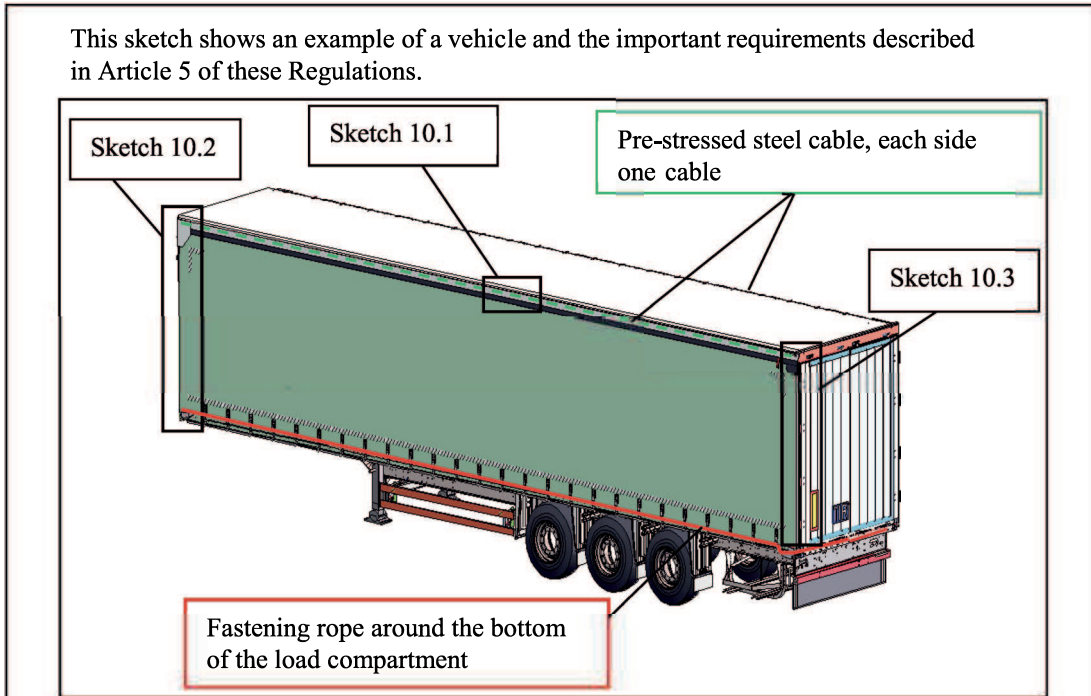 This sketch shows an example of a vehicle and the important requirements described
in Article 5 of these Regulations.
Sketch 10.2
Sketch 10.1
Pre-stressed steel cable, each side
one cable
Sketch 10.3
Fastening rope around the bottom
of the load compartment